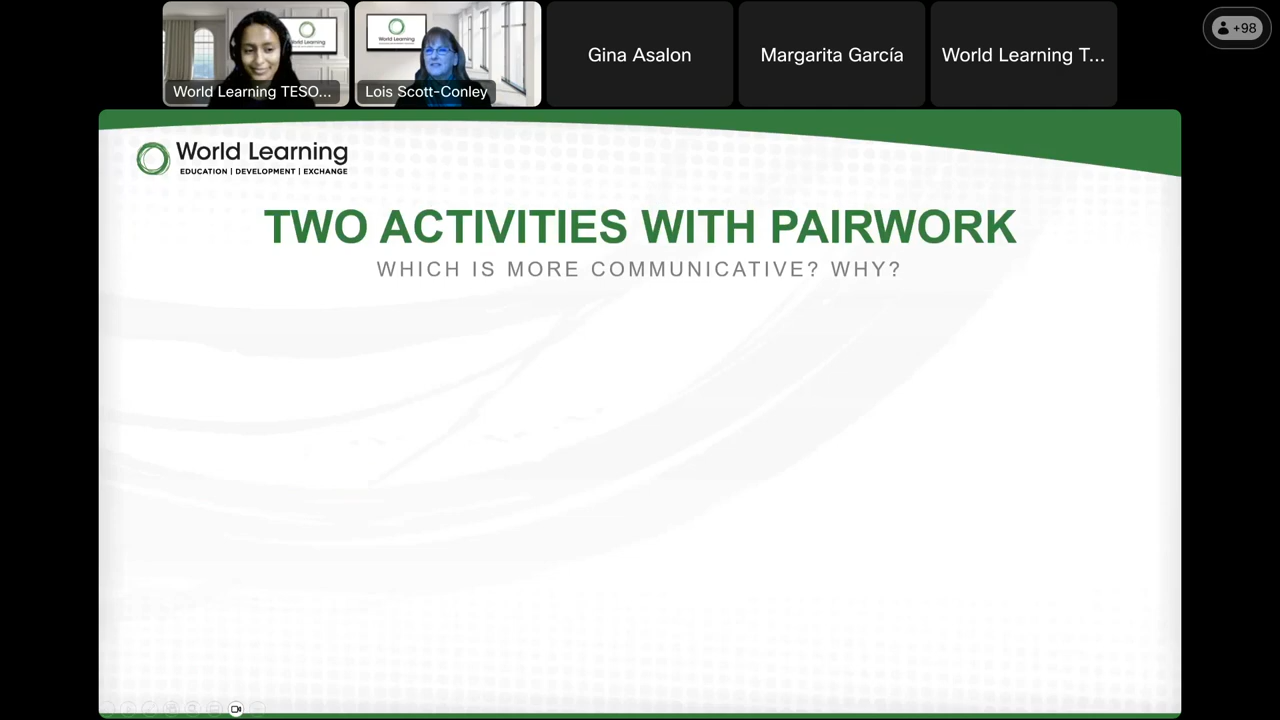 World Learning TESO...
Lois Scott-Conley
Gina Asalon
Margarita García
World Learning T...
+98
World Learning
EDUCATION | DEVELOPMENT | EXCHANGE
TWO ACTIVITIES WITH PAIRWORK
WHICH IS MORE COMMUNICATIVE? WHY?